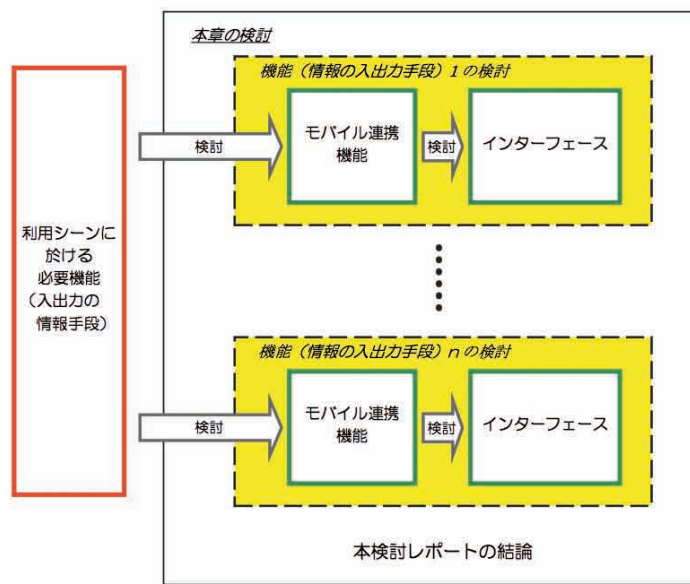 本章の検討
利用シーンに
於ける
必要機能
(入出力の
情報手段)
機能(情報の入出力手段)1の検討
検討
モバイル連携
機能
検討
インターフェース
機能(情報の入出力手段)nの検討
検討
モバイル連携
機能
検討
インターフェース
本検討レポートの結論